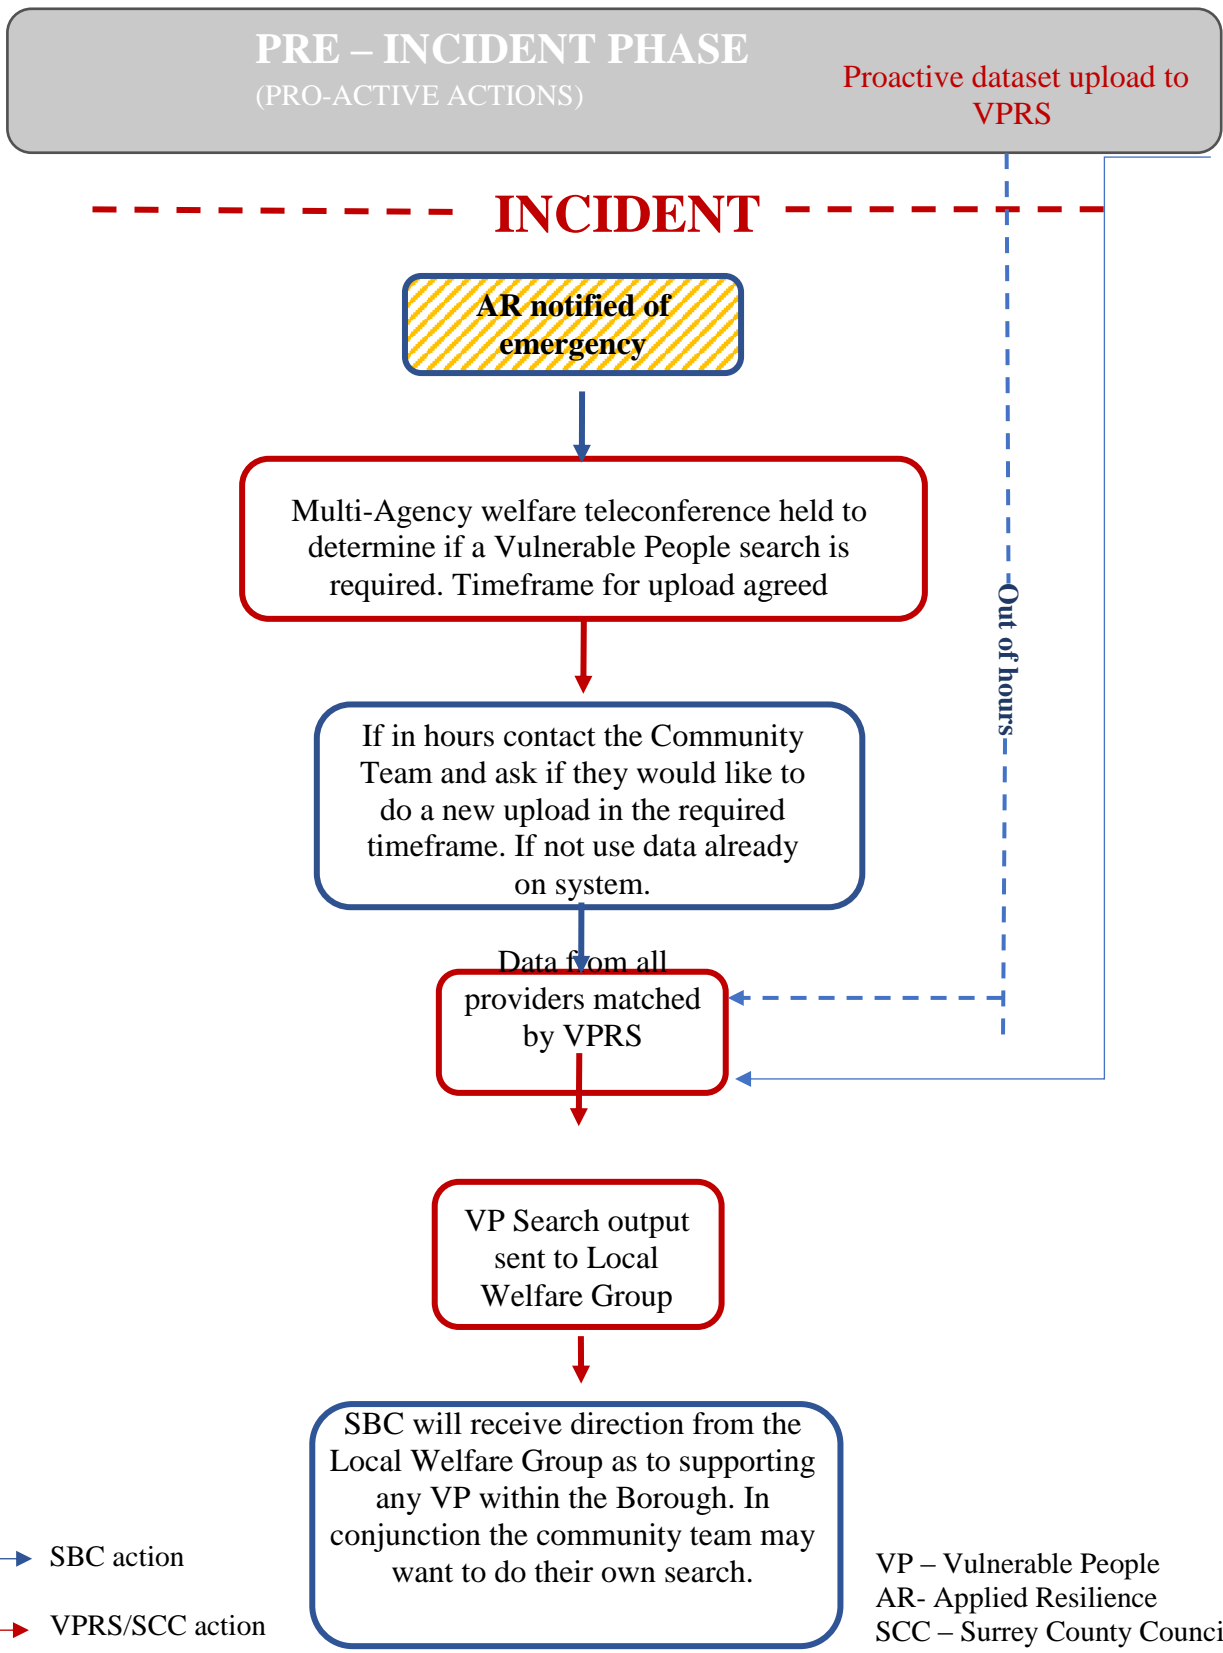 PRE – INCIDENT PHASE
(PRO-ACTIVE ACTIONS)
Proactive dataset upload to
VPRS
INCIDENT
AR notified of
emergency
Multi-Agency welfare teleconference held to
determine if a Vulnerable People search is
required. Timeframe for upload agreed
Out of hours
If in hours contact the Community
Team and ask if they would like to
do a new upload in the required
timeframe. If not use data already
on system.
Data from all
providers matched
by VPRS
VP Search output
sent to Local
Welfare Group
SBC will receive direction from the
Local Welfare Group as to supporting
any VP within the Borough. In
conjunction the community team may
want to do their own search.
SBC action
VPRS/SCC action
VP – Vulnerable People
AR- Applied Resilience
SCC – Surrey County Counci